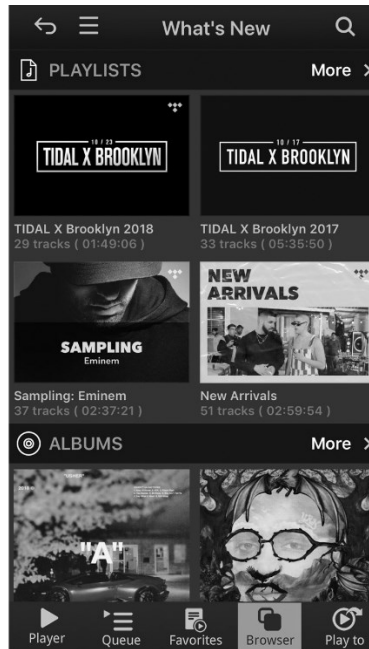 What's New
PLAYLISTS
More
10 / 23
TIDAL X BROOKLYN
10 / 17
TIDAL X BROOKLYN
TIDAL X Brooklyn 2018
29 tracks ( 01:49:06 )
TIDAL X Brooklyn 2017
33 tracks ( 05:35:50 )
SAMPLING
Eminem
NEW
ARRIVALS
Sampling: Eminem
37 tracks ( 02:37:21 )
New Arrivals
51 tracks ( 02:59:54 )
ALBUMS
More
"A"
Player
Queue
Favorites
Browser
Play to